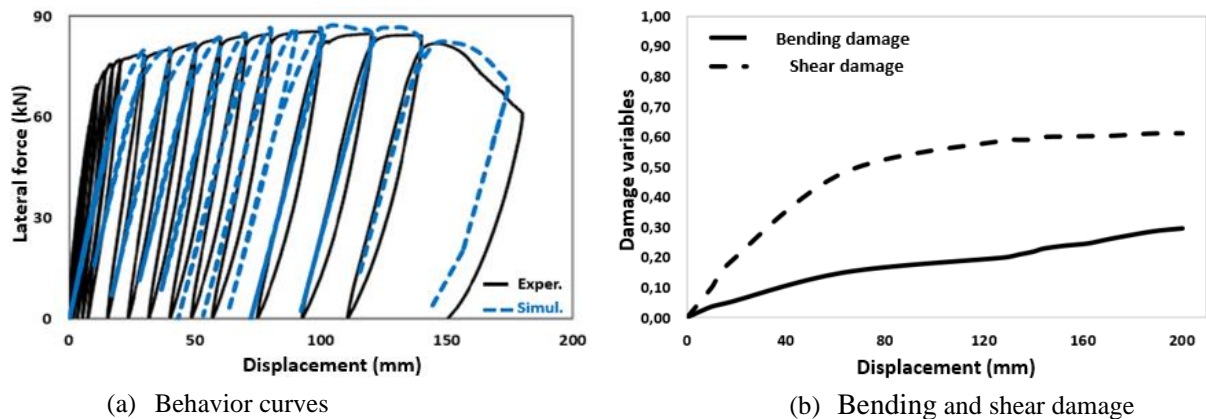 90
60
30
0
Lateral force (kN)
Exper.
Simul.
0 50 100 150 200
Displacement (mm)
(a) Behavior curves
1,00
0,90
0,80
0,70
0,60
0,50
0,40
0,30
0,20
0,10
0,00
Damage variables
Bending damage
Shear damage
0 40 80 120 160 200
Displacement (mm)
(b) Bending and shear damage